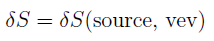 δS = δS(source, vev)